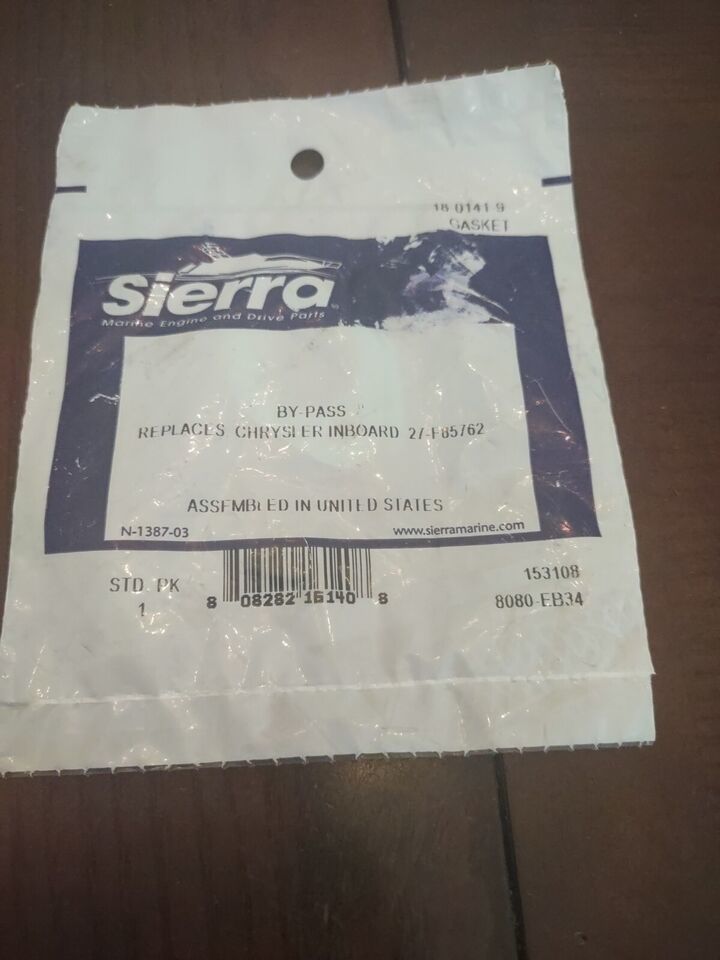 18 0141 9
GASKET
Sierra
Marine Engine and Drive Parts
BY-PASS
REPLACES CHRYSLER INBOARD 27-F85762
ASSEMBLED IN UNITED STATES
N-1387-03
www.sierramarine.com
STD PK
1
8 08282 16140 8
153108
8080-EB34